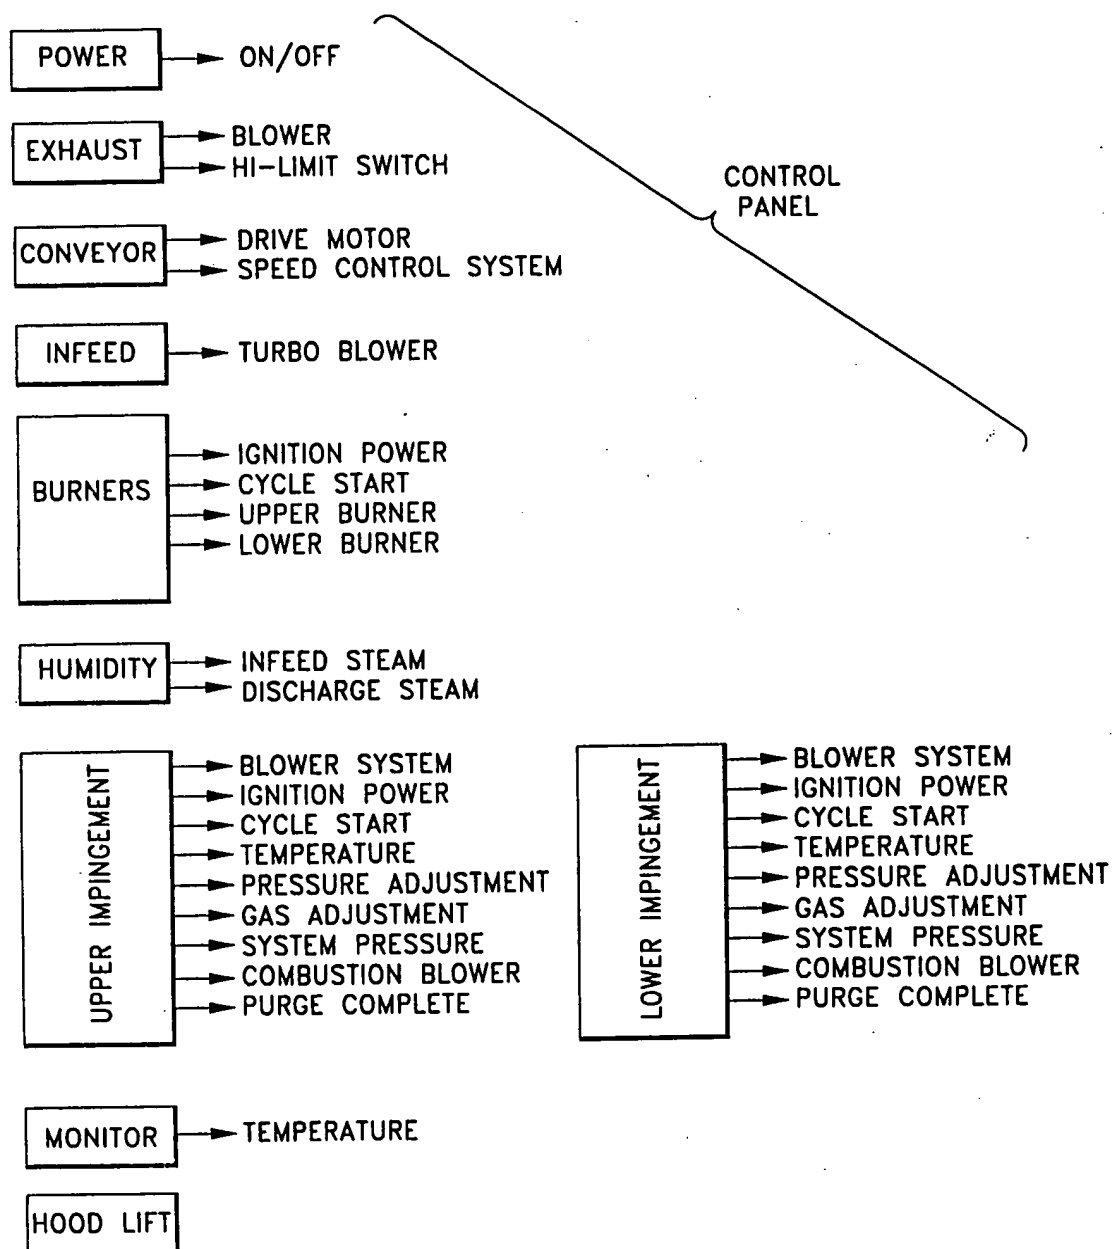 POWER
ON/OFF
EXHAUST
BLOWER
HI-LIMIT SWITCH
CONTROL
PANEL
CONVEYOR
DRIVE MOTOR
SPEED CONTROL SYSTEM
INFEED
TURBO BLOWER
BURNERS
IGNITION POWER
CYCLE START
UPPER BURNER
LOWER BURNER
HUMIDITY
INFEED STEAM
DISCHARGE STEAM
UPPER IMPINGEMENT
BLOWER SYSTEM
IGNITION POWER
CYCLE START
TEMPERATURE
PRESSURE ADJUSTMENT
GAS ADJUSTMENT
SYSTEM PRESSURE
COMBUSTION BLOWER
PURGE COMPLETE
LOWER IMPINGEMENT
BLOWER SYSTEM
IGNITION POWER
CYCLE START
TEMPERATURE
PRESSURE ADJUSTMENT
GAS ADJUSTMENT
SYSTEM PRESSURE
COMBUSTION BLOWER
PURGE COMPLETE
MONITOR
TEMPERATURE
HOOD LIFT